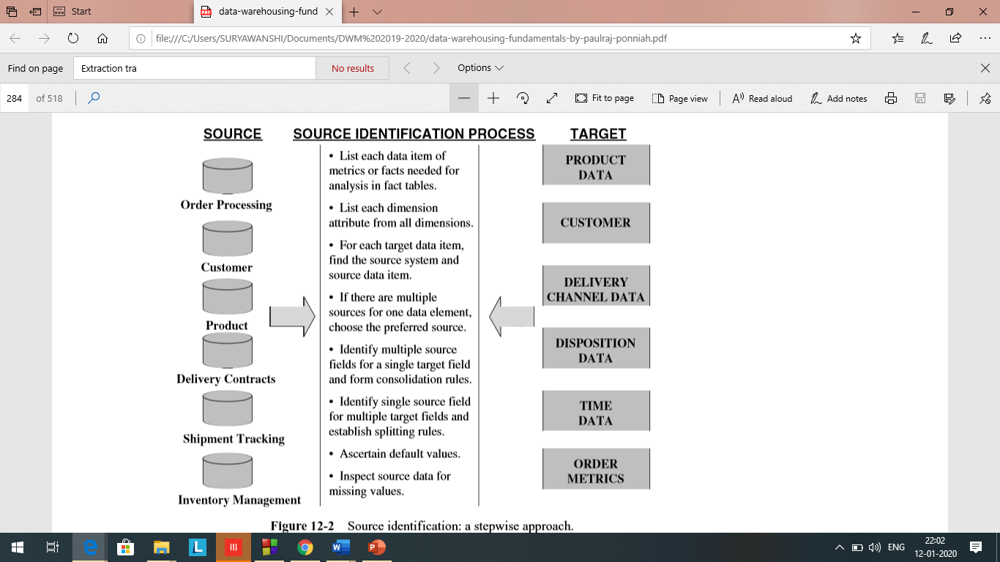 Start
data-warehousing-fund
file:///C:/Users/SURYAWANSHI/Documents/DWM%202019-2020/data-warehousing-fundamentals-by-paulraj-ponniah.pdf
Find on page
Extraction tra
No results
Options
284
of 518
Fit to page
Page view
Read aloud
Add notes
SOURCE
SOURCE IDENTIFICATION PROCESS
TARGET
Order Processing
Customer
Product
Delivery Contracts
Shipment Tracking
Inventory Management
• List each data item of
metrics or facts needed for
analysis in fact tables.
• List each dimension
attribute from all dimensions.
• For each target data item,
find the source system and
source data item.
• If there are multiple
sources for one data element,
choose the preferred source.
• Identify multiple source
fields for a single target field
and form consolidation rules.
• Identify single source field
for multiple target fields and
establish splitting rules.
• Ascertain default values.
• Inspect source data for
missing values.
PRODUCT
DATA
CUSTOMER
DELIVERY
CHANNEL DATA
DISPOSITION
DATA
TIME
DATA
ORDER
METRICS
Figure 12-2 Source identification: a stepwise approach.
ENG
22:02
12-01-2020